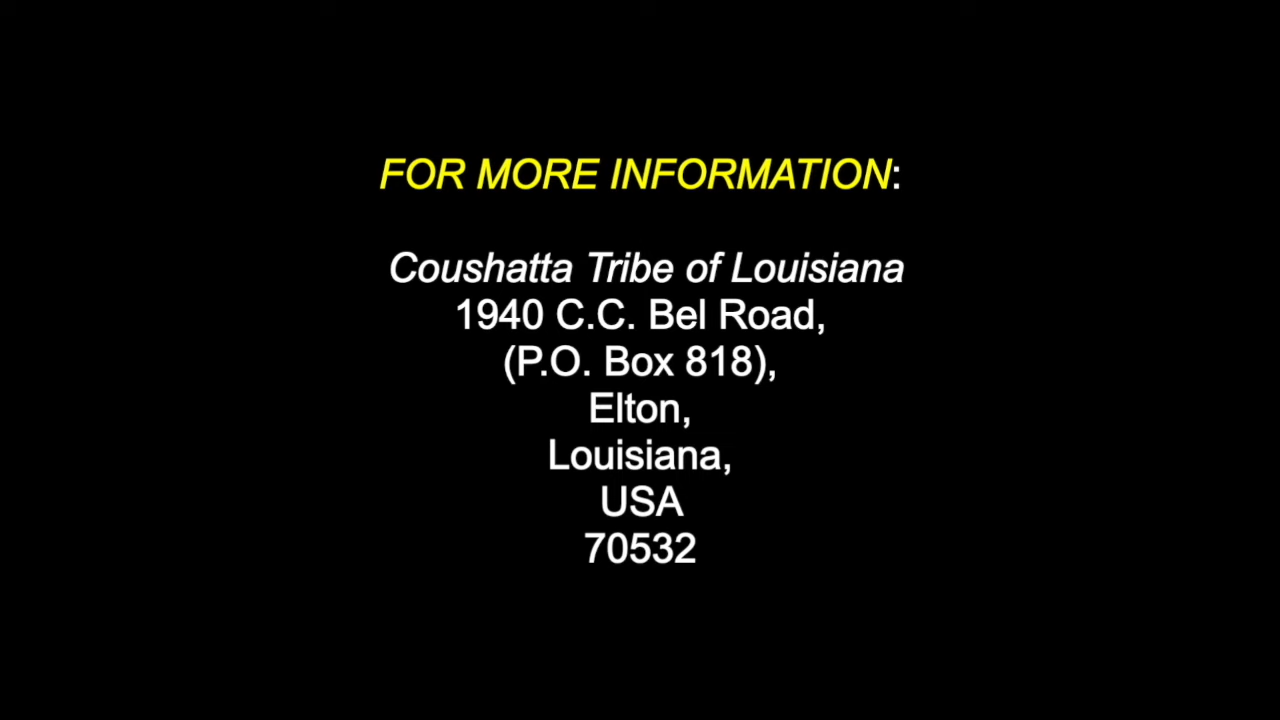 FOR MORE INFORMATION:
Coushatta Tribe of Louisiana
1940 C.C. Bel Road,
(P.O. Box 818),
Elton,
Louisiana,
USA
70532